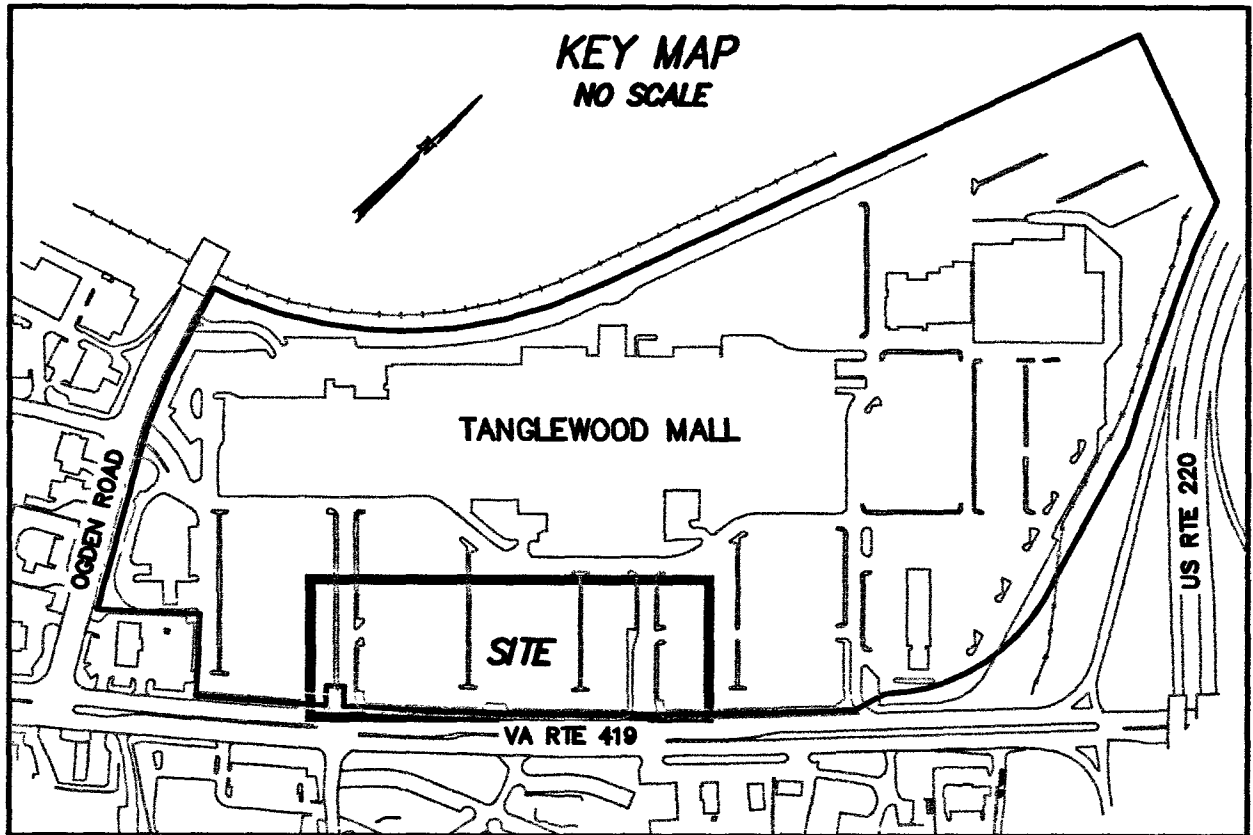 KEY MAP
NO SCALE
TANGLEWOOD MALL
OGDEN ROAD
US RTE 220
SITE
VA RTE 419